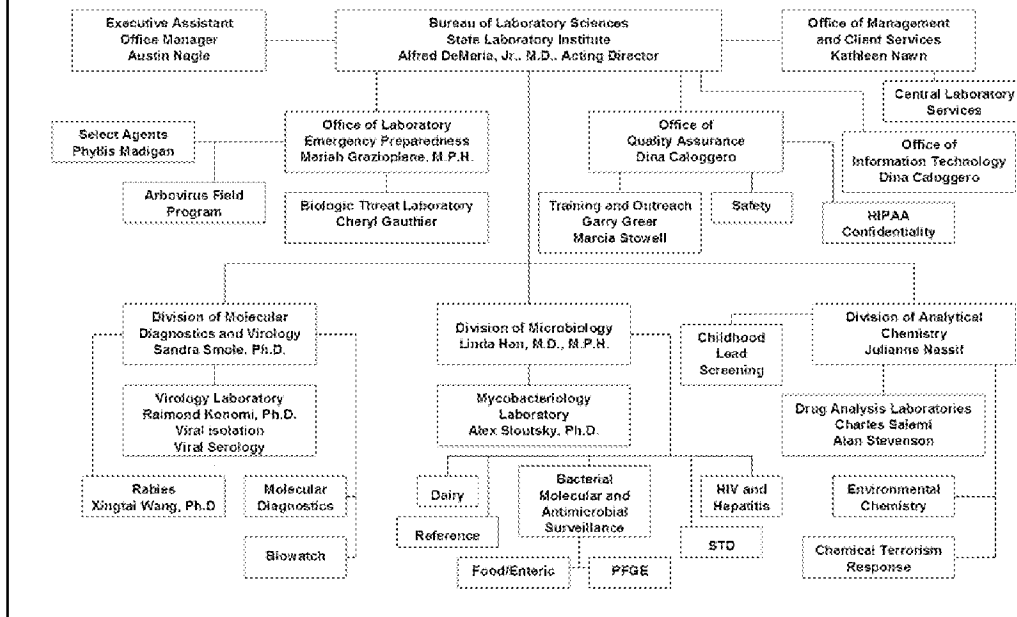 Executive Assistant
Office Manager
Austin Nagle
Bureau of Laboratory Sciences
State Laboratory Institute
Alfred DeMaria, Jr., M.D., Acting Director
Office of Management
and Client Services
Kathleen Nawn
Central Laboratory
Services
Select Agents
Phyllis Madigan
Office of Laboratory
Emergency Preparedness
Mariah Grazioplene, M.P.H.
Office of
Quality Assurance
Dina Caloggero
Office of
Information Technology
Dina Caloggero
Arbovirus Field
Program
Biologic Threat Laboratory
Cheryl Gauthier
Training and Outreach
Garry Greer
Marcia Stowell
Safety
HIPAA
Confidentiality
Division of Molecular
Diagnostics and Virology
Sandra Smole, Ph.D.
Division of Microbiology
Linda Han, M.D., M.P.H.
Childhood
Lead
Screening
Division of Analytical
Chemistry
Julianne Nassif
Virology Laboratory
Raimond Konomi, Ph.D.
Viral Isolation
Viral Serology
Mycobacteriology
Laboratory
Alex Sloutsky, Ph.D.
Drug Analysis Laboratories
Charles Salemi
Alan Stevenson
Rabies
Xingtai Wang, Ph.D
Molecular
Diagnostics
Dairy
Bacterial
Molecular and
Antimicrobial
Surveillance
HIV and
Hepatitis
Environmental
Chemistry
Reference
STD
Biowatch
Food/Enteric
PFGE
Chemical Terrorism
Response